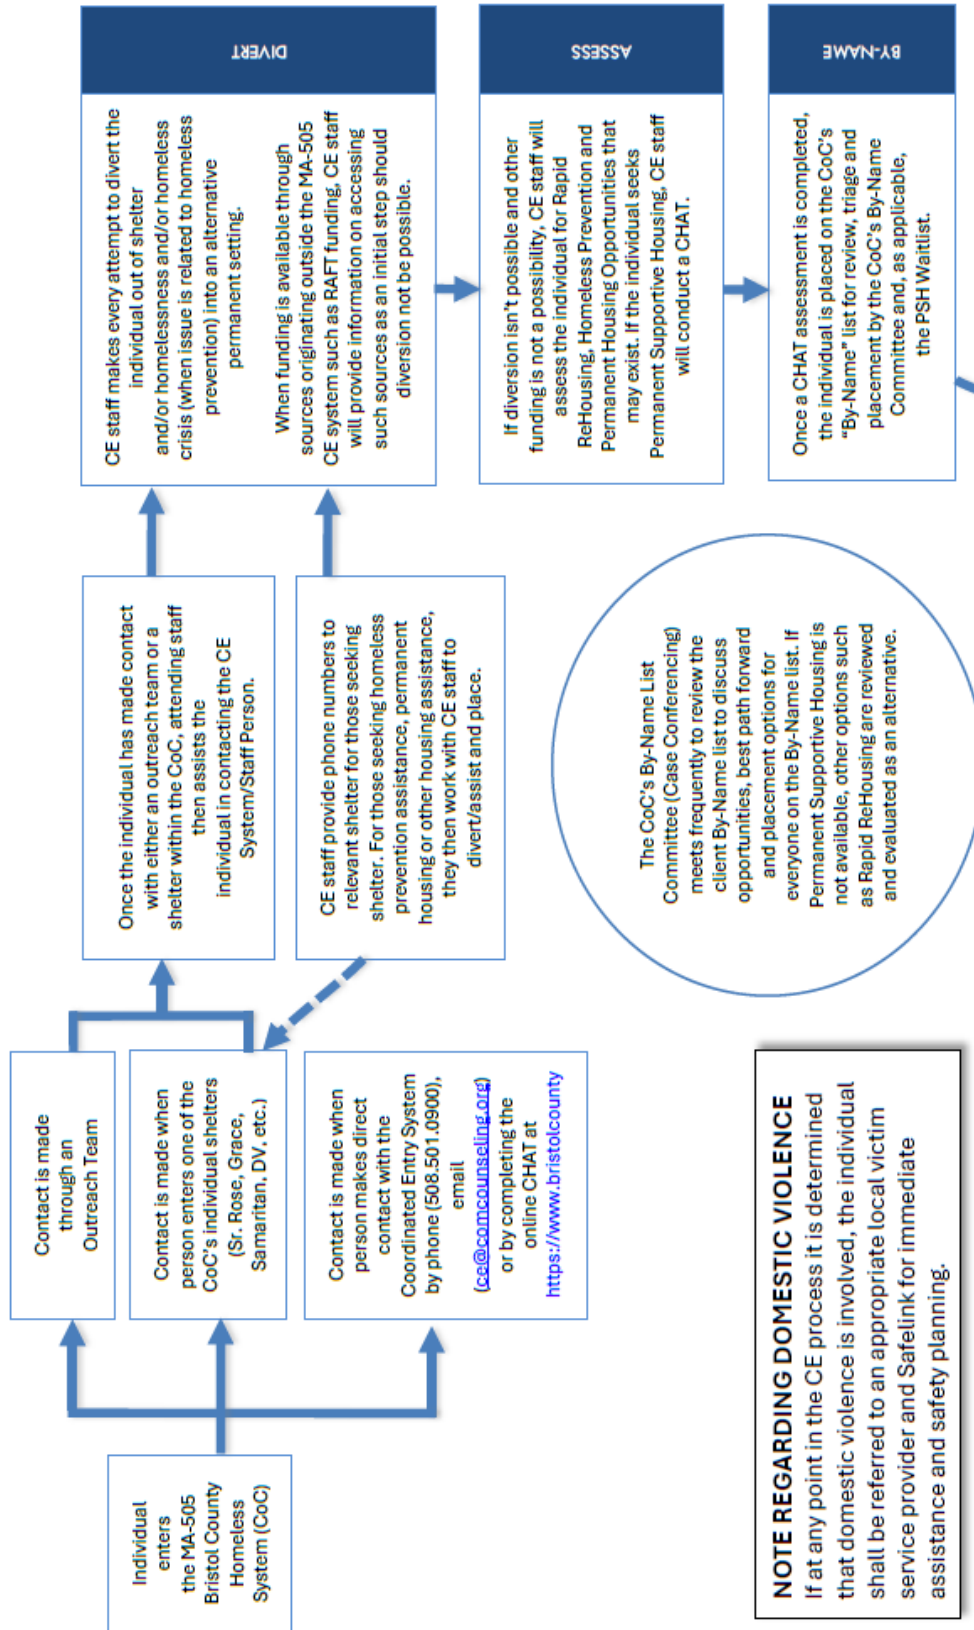 Individual
enters
the MA-505
Bristol County
Homeless
System (CoC)
Contact is made
through an
Outreach Team
Contact is made when
person enters one of the
CoC's individual shelters
(Sr. Rose, Grace,
Samaritan, DV, etc.)
Contact is made when
person makes direct
contact with the
Coordinated Entry System
by phone (508.501.0900),
email
(ce@comcounseling.org)
or by completing the
online CHAT at
https://www.bristolcounty
Once the individual has made contact
with either an outreach team or a
shelter within the CoC, attending staff
then assists the
individual in contacting the CE
System/Staff Person.
CE staff provide phone numbers to
relevant shelter for those seeking
shelter. For those seeking homeless
prevention assistance, permanent
housing or other housing assistance,
they then work with CE staff to
divert/assist and place.
DIVERT
CE staff makes every attempt to divert the
individual out of shelter
and/or homelessness and/or homeless
crisis (when issue is related to homeless
prevention) into an alternative
permanent setting.
When funding is available through
sources originating outside the MA-505
CE system such as RAFT funding, CE staff
will provide information on accessing
such sources as an initial step should
diversion not be possible.
ASSESS
If diversion isn't possible and other
funding is not a possibility, CE staff will
assess the individual for Rapid
ReHousing, Homeless Prevention and
Permanent Housing Opportunities that
may exist. If the individual seeks
Permanent Supportive Housing, CE staff
will conduct a CHAT.
BY-NAME
Once a CHAT assessment is completed,
the individual is placed on the CoC's
"By-Name" list for review, triage and
placement by the CoC's By-Name
Committee and, as applicable,
the PSH Waitlist.
The CoC's By-Name List
Committee (Case Conferencing)
meets frequently to review the
client By-Name list to discuss
opportunities, best path forward
and placement options for
everyone on the By-Name list. If
Permanent Supportive Housing is
not available, other options such
as Rapid ReHousing are reviewed
and evaluated as an alternative.
NOTE REGARDING DOMESTIC VIOLENCE
If at any point in the CE process it is determined
that domestic violence is involved, the individual
shall be referred to an appropriate local victim
service provider and Safelink for immediate
assistance and safety planning.